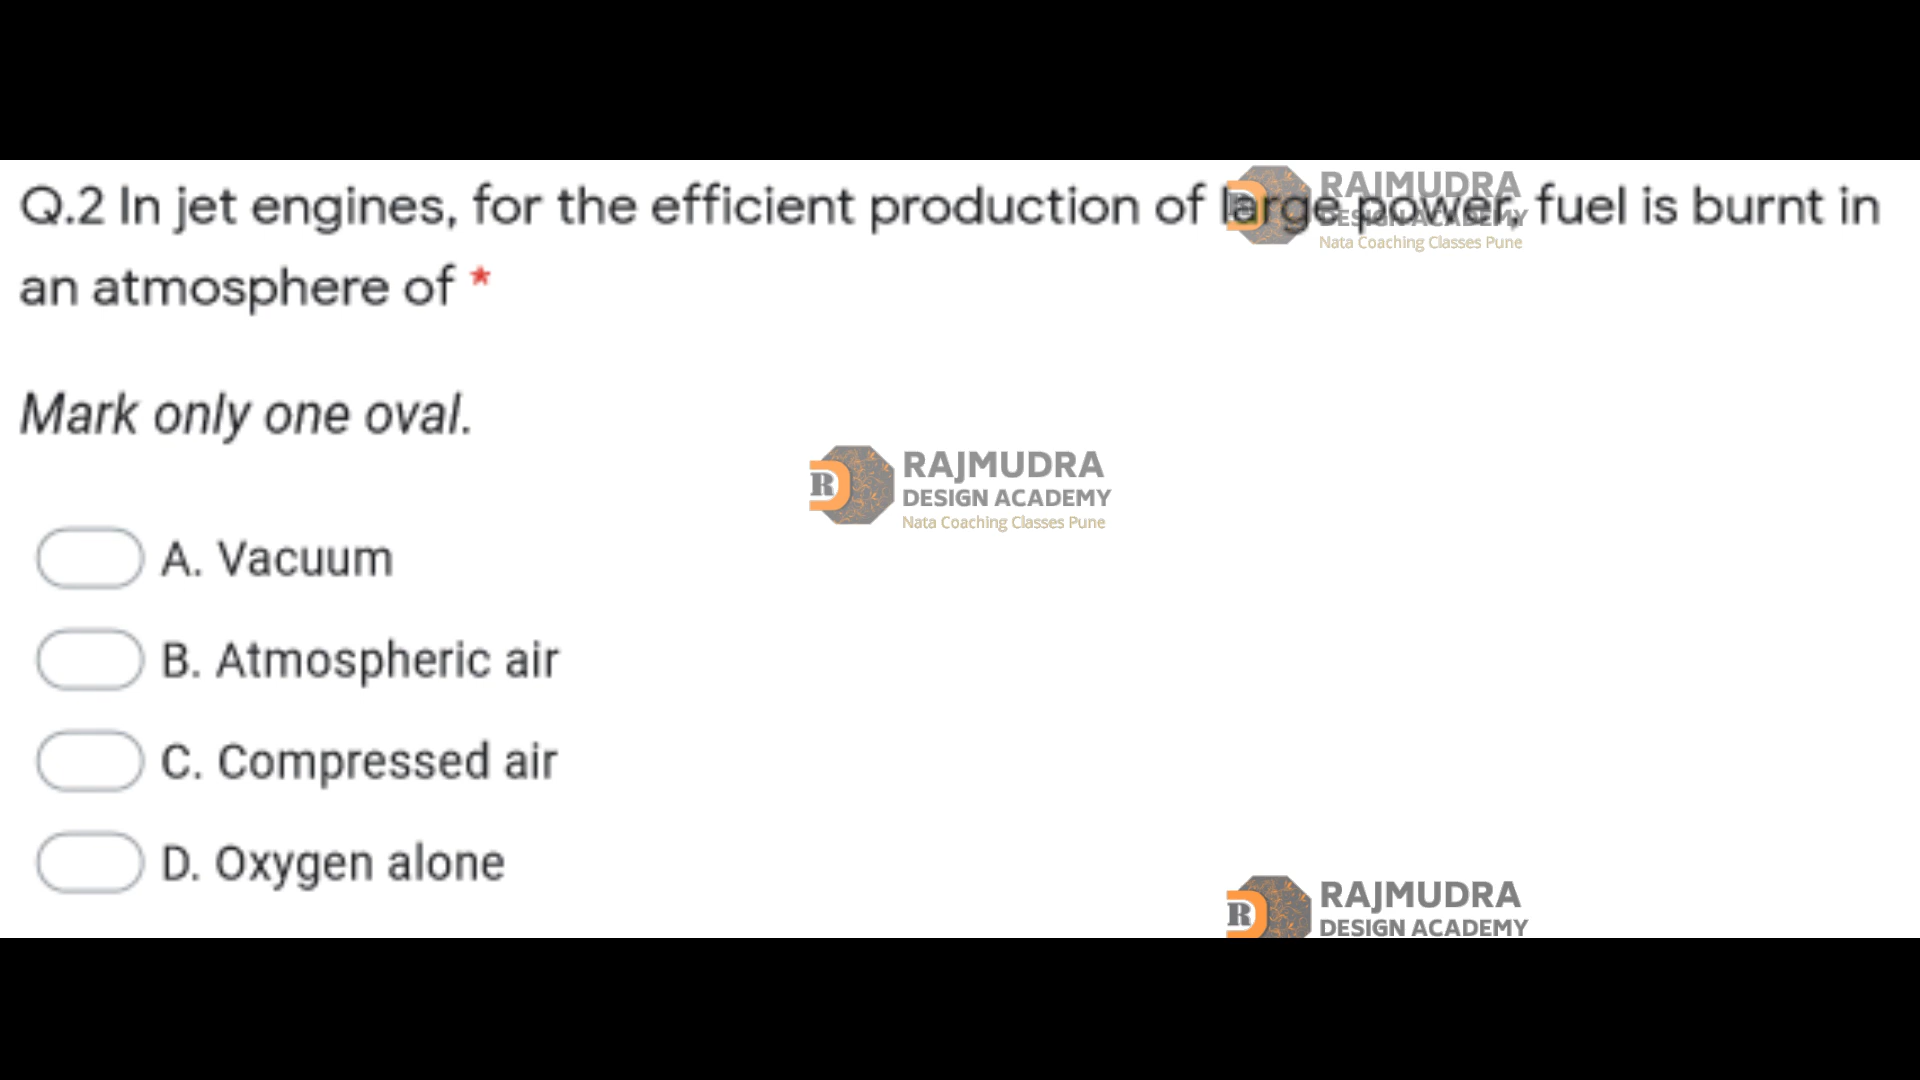 Q.2 In jet engines, for the efficient production of large power, fuel is burnt in
an atmosphere of *
RAJMUDRA
DESIGN ACADEMY
Nata Coaching Classes Pune
Mark only one oval.
R
RAJMUDRA
DESIGN ACADEMY
Nata Coaching Classes Pune
A. Vacuum
B. Atmospheric air
C. Compressed air
D. Oxygen alone
R
RAJMUDRA
DESIGN ACADEMY